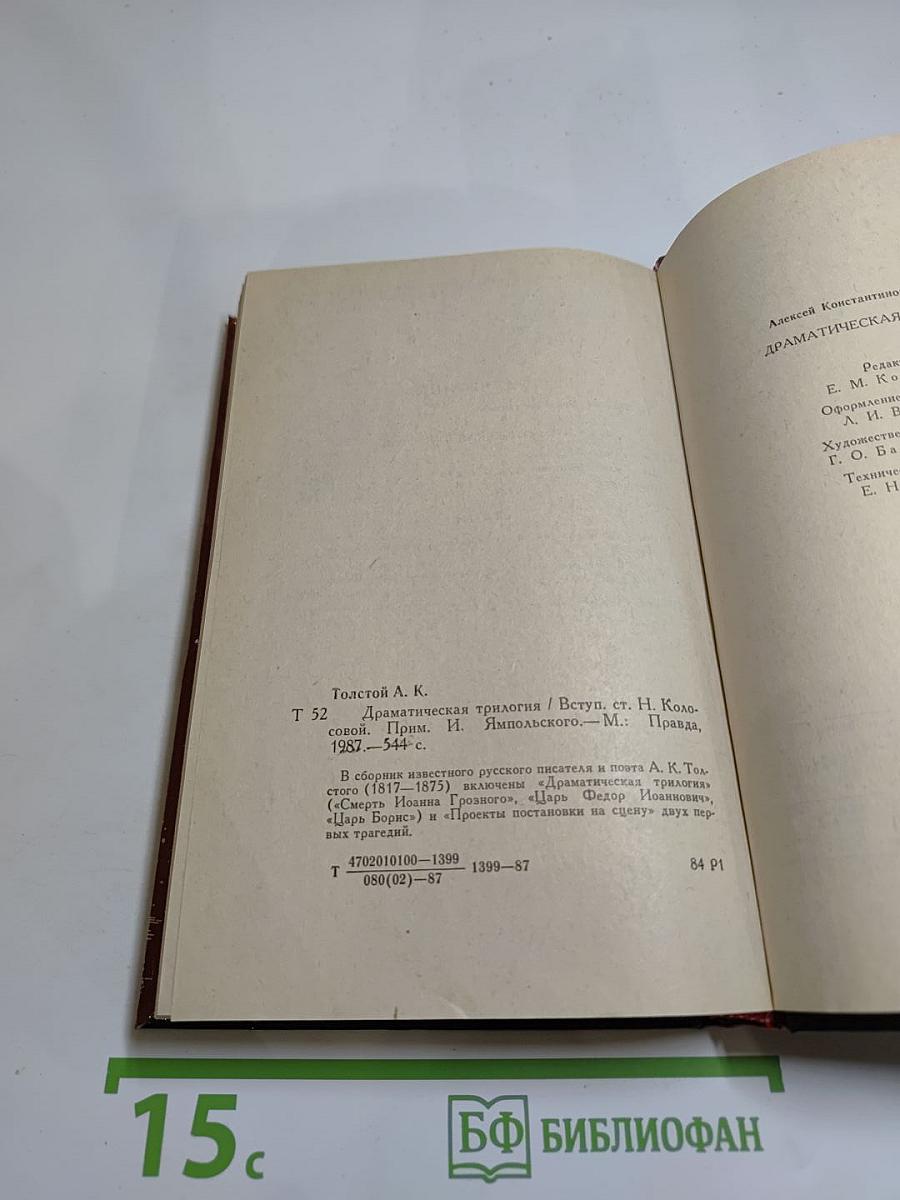 Толстой А. К.
Т 52 Драматическая трилогия / Вступ. ст. Н. Коло-
совой. Прим. И. Ямпольского.— М.: Правда,
1987.—544 с.
В сборник известного русского писателя и поэта А. К. Тол-
стого (1817—1875) включены «Драматическая трилогия»
(«Смерть Иоанна Грозного», «Царь Федор Иоаннович»,
«Царь Борис») и «Проекты постановки на сцену» двух пер-
вых трагедий.
Т 4702010100—1399 1399—87 84 Р1
080(02)—87
Алексей Константино
ДРАМАТИЧЕСКАЯ
Редак
Е. М. Ко
Оформление
Л. И. В
Художестве
Г. О. Ба
Техниче
Е. Н
15 с
БФ БИБЛИОФАН